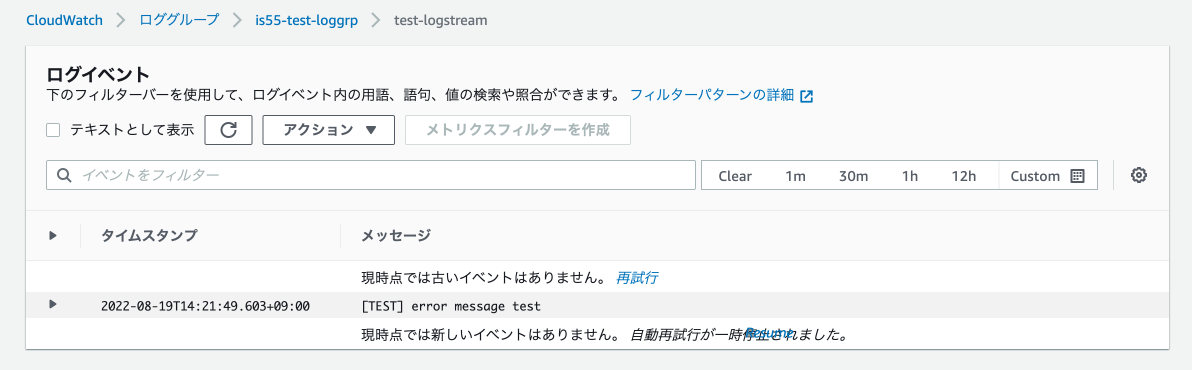 CloudWatch > ロググループ > is55-test-loggrp > test-logstream
ログイベント
下のフィルターバーを使用して、ログイベント内の用語、語句、値の検索や照合ができます。 フィルターパターンの詳細
テキストとして表示 アクション ▼ メトリクスフィルターを作成
イベントをフィルター Clear 1m 30m 1h 12h Custom
タイムスタンプ メッセージ
現時点では古いイベントはありません。 再試行
2022-08-19T14:21:49.603+09:00 [TEST] error message test
現時点では新しいイベントはありません。 自動再試行が一時停止されました。 Resume